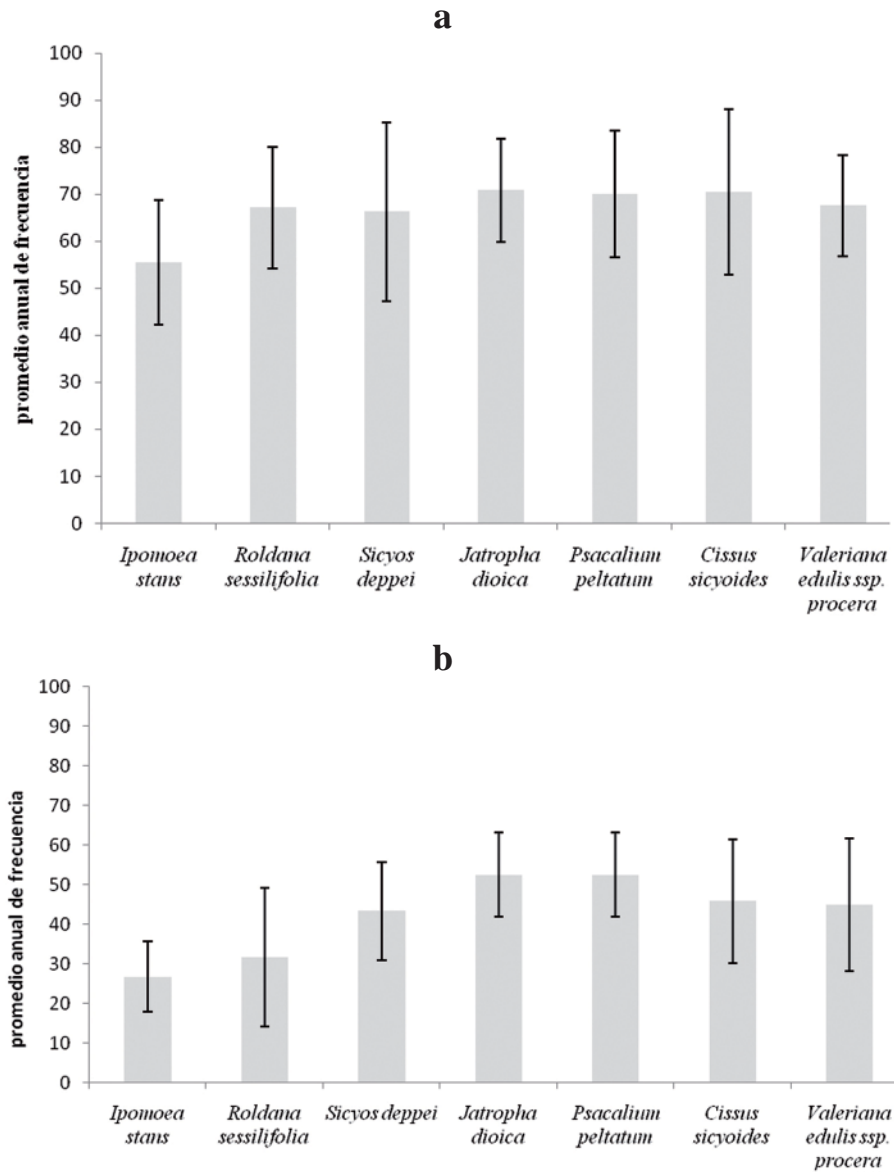 a
promedio anual de frecuencia
100
90
80
70
60
50
40
30
20
10
0
Ipomoea stans
Roldana sessilifolia
Sicyos deppei
Jatropha dioica
Psacalium peltatum
Cissus sicyoides
Valeriana edulis ssp. procera
b
promedio anual de frecuencia
100
90
80
70
60
50
40
30
20
10
0
Ipomoea stans
Roldana sessilifolia
Sicyos deppei
Jatropha dioica
Psacalium peltatum
Cissus sicyoides
Valeriana edulis ssp. procera